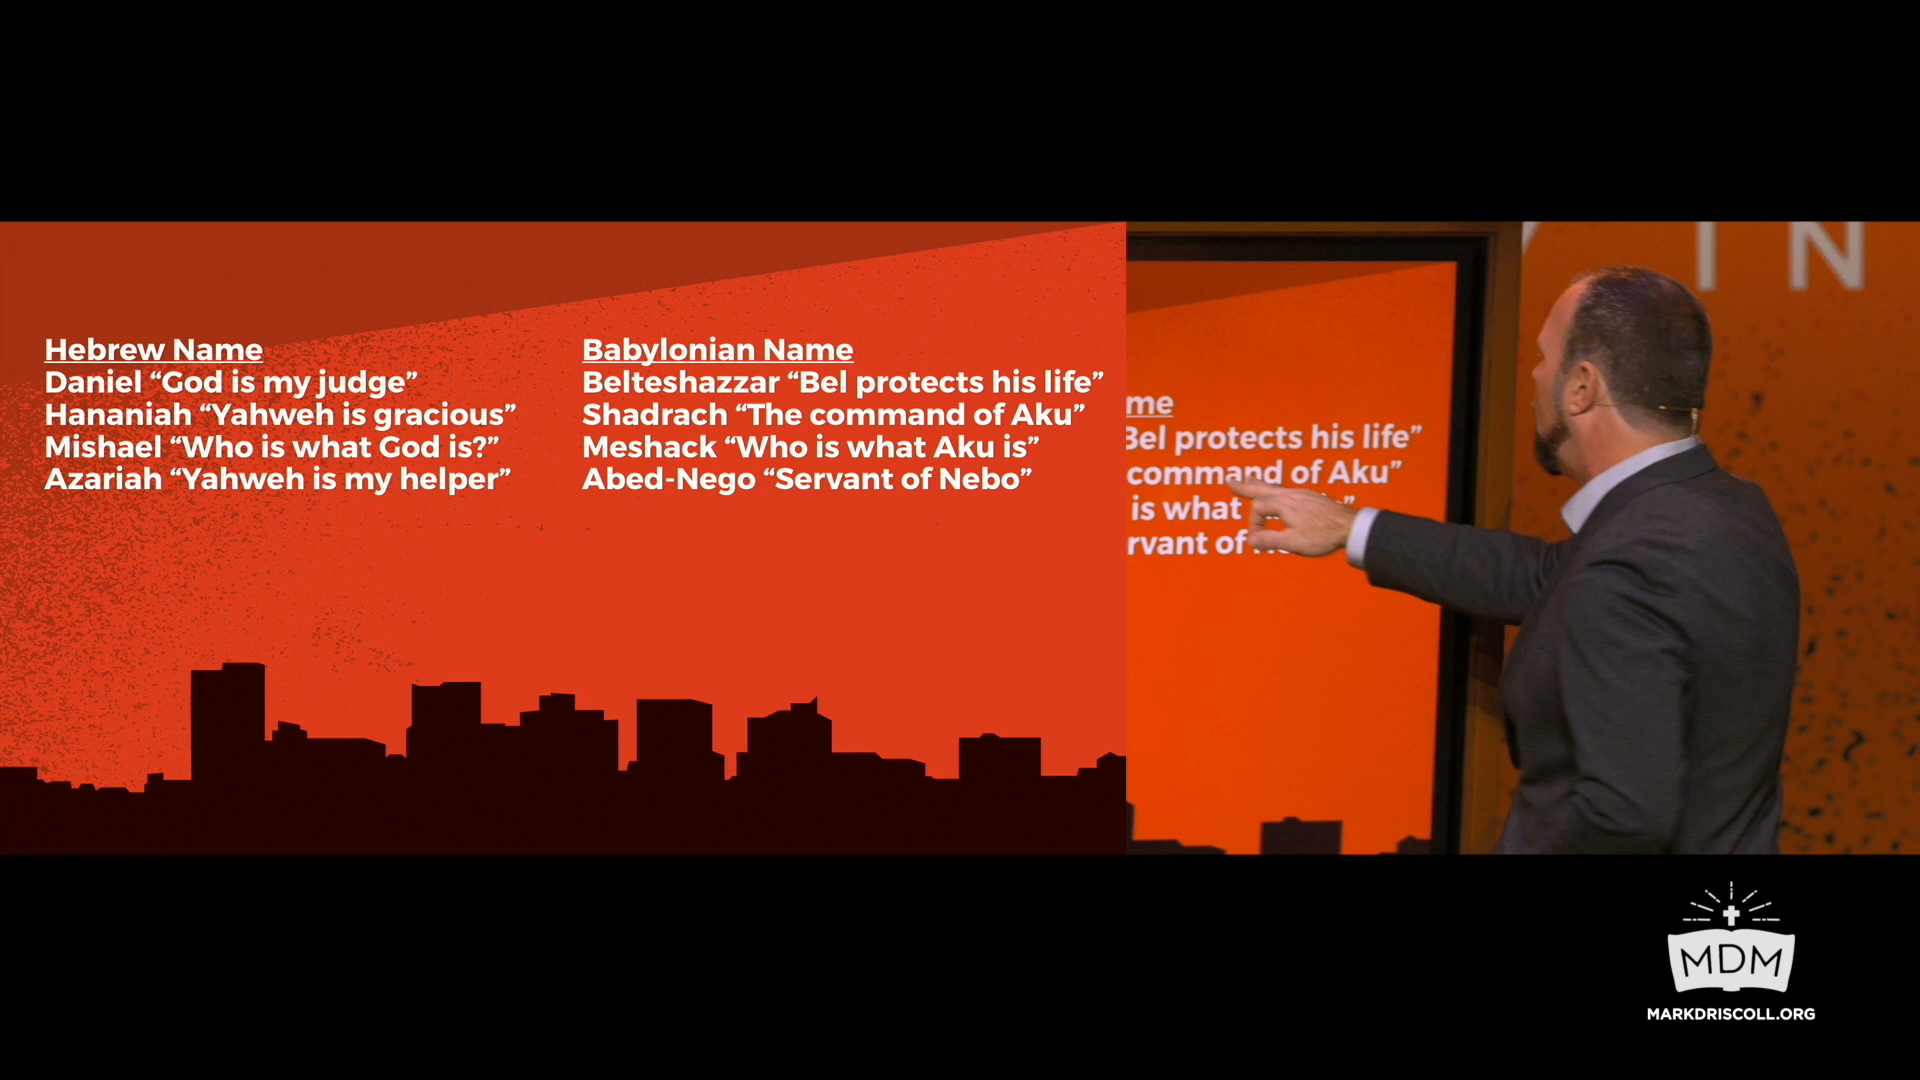 Hebrew Name
Daniel “God is my judge”
Hananiah “Yahweh is gracious”
Mishael “Who is what God is?”
Azariah “Yahweh is my helper”
Babylonian Name
Belteshazzar “Bel protects his life”
Shadrach “The command of Aku”
Meshack “Who is what Aku is”
Abed-Nego “Servant of Nebo”
IN
me
Bel protects his life”
command of Aku”
is what
rvant of
MDM
MARKDRISCOLL.ORG